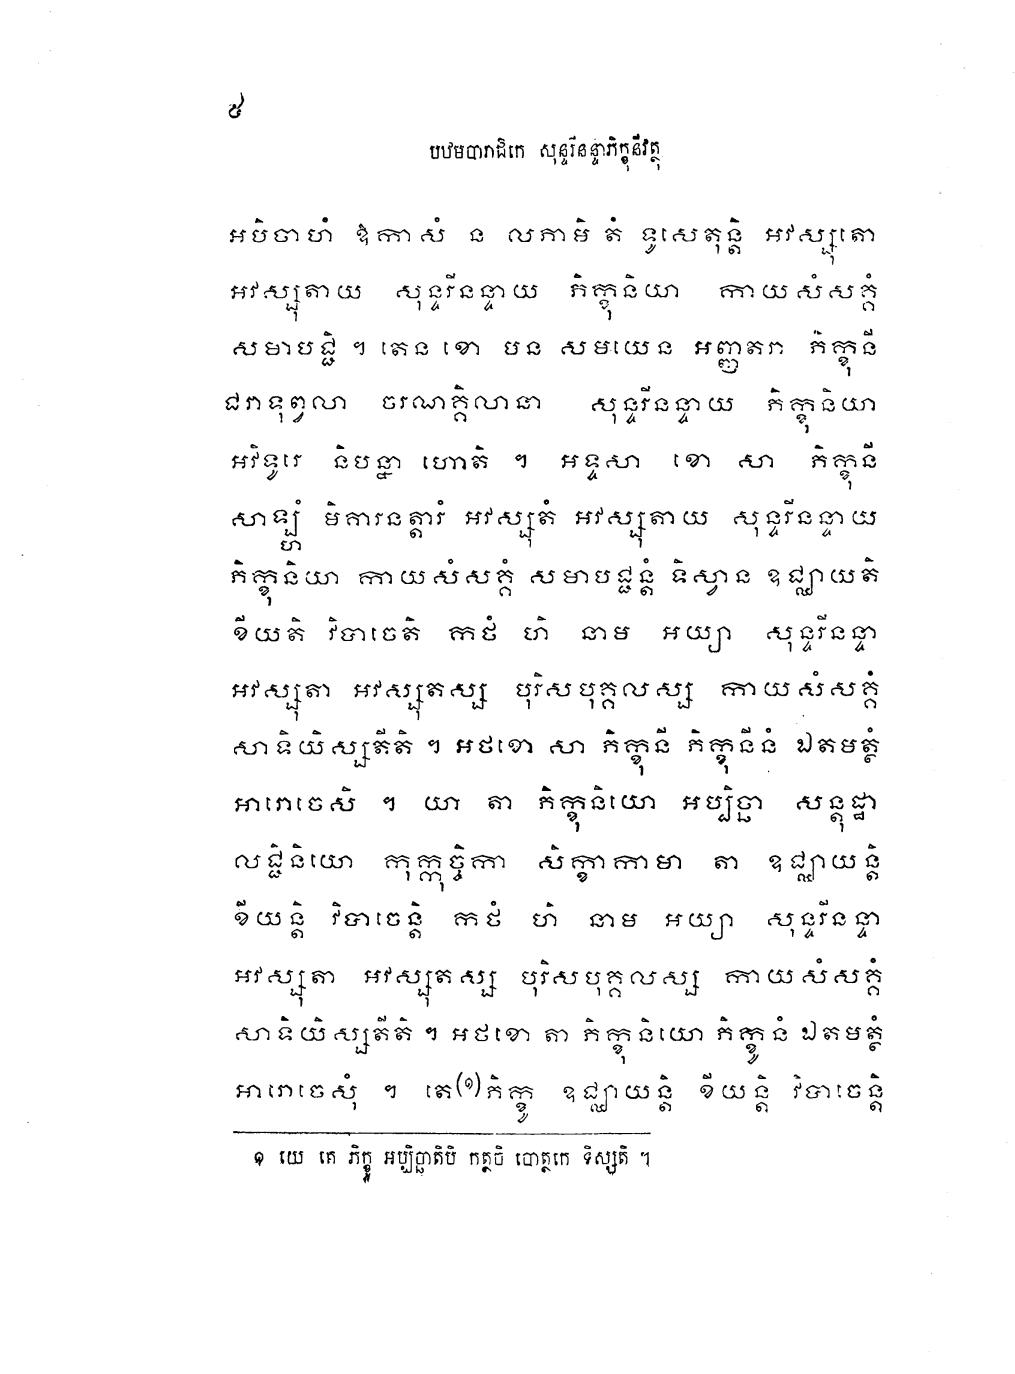 ៥
បឋមបារាជិកេ សុន្ទរីនន្ទាភិក្ខុនីវត្ថុ
អបិចាហំ ឱកាសំ ន លភាមិ តំ ទូសេតុន្តិ អវស្សុតោ
អវស្សុតាយ សុន្ទរីនន្ទាយ ភិក្ខុនិយា កាយសំសគ្គំ
សមាបជ្ជិ ។ តេន ខោ បន សមយេន អញ្ញតរា ភិក្ខុនី
ជរាទុព្វលា ចរណគ្គិលានា សុន្ទរីនន្ទាយ ភិក្ខុនិយា
អវិទូរេ និបន្នា ហោតិ ។ អទ្ទសា ខោ សា ភិក្ខុនី
សាឡ្ហំ មិគារនត្តារំ អវស្សុតំ អវស្សុតាយ សុន្ទរីនន្ទាយ
ភិក្ខុនិយា កាយសំសគ្គំ សមាបជ្ជន្តំ ទិស្វាន ឧជ្ឈាយតិ
ខីយតិ វិបាចេតិ កថំ ហិ នាម អយ្យា សុន្ទរីនន្ទា
អវស្សុតា អវស្សុតស្ស បុរិសបុគ្គលស្ស កាយសំសគ្គំ
សាទិយិស្សតីតិ ។ អថខោ សា ភិក្ខុនី ភិក្ខុនីនំ ឯតមត្ថំ
អារោចេសិ ។ យា តា ភិក្ខុនិយោ អប្បិច្ឆា សន្តុដ្ឋា
លជ្ជិនិយោ កុក្កុច្ចិកា សិក្ខាកាមា តា ឧជ្ឈាយន្តិ
ខីយន្តិ វិបាចេន្តិ កថំ ហិ នាម អយ្យា សុន្ទរីនន្ទា
អវស្សុតា អវស្សុតស្ស បុរិសបុគ្គលស្ស កាយសំសគ្គំ
សាទិយិស្សតីតិ ។ អថខោ តា ភិក្ខុនិយោ ភិក្ខូនំ ឯតមត្ថំ
អារោចេសុំ ។ តេ(១)ភិក្ខូ ឧជ្ឈាយន្តិ ខីយន្តិ វិបាចេន្តិ
១ យេ តេ ភិក្ខូ អប្បិច្ឆាតិបិ កត្ថចិ បោត្ថកេ ទិស្សតិ ។